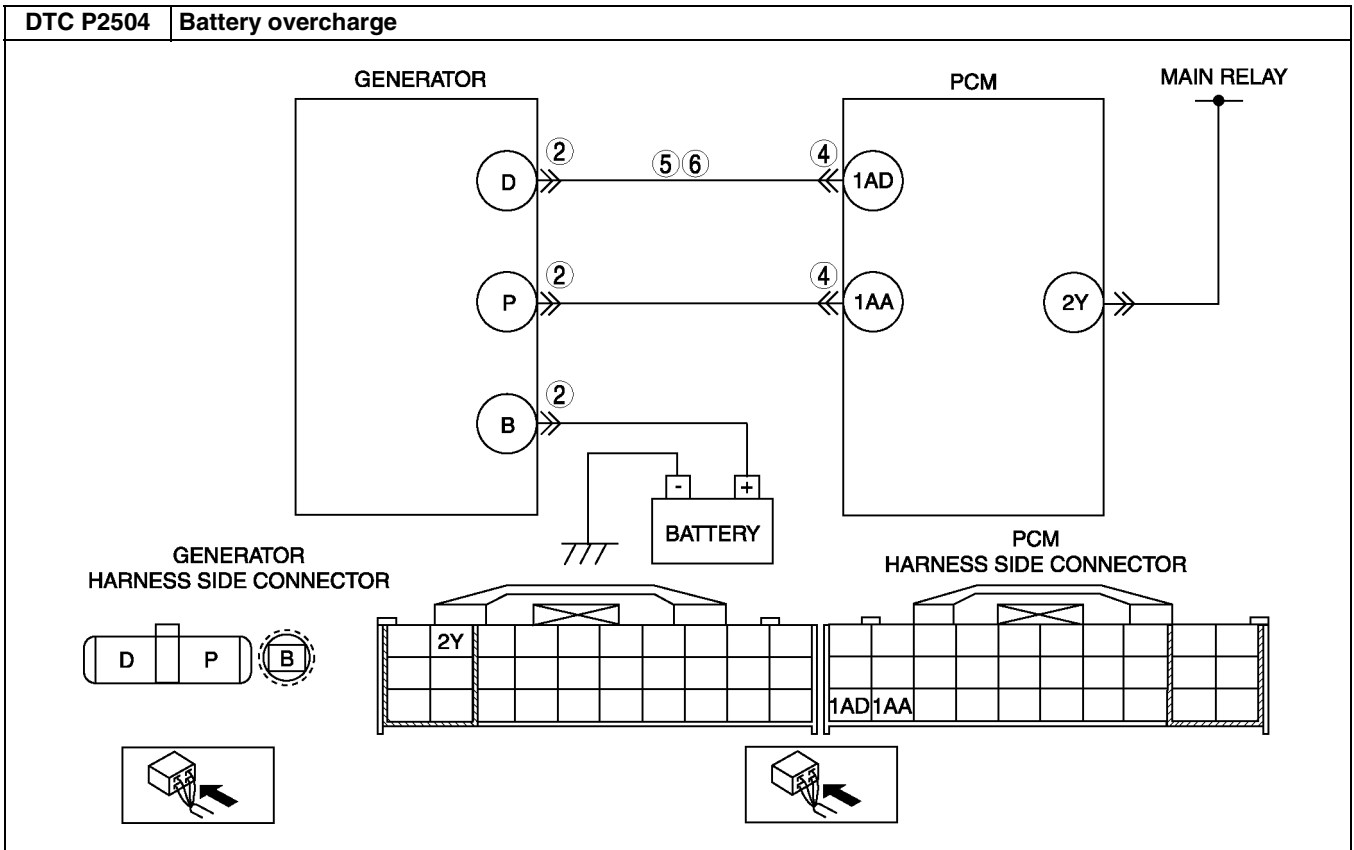 DTC P2504 Battery overcharge
GENERATOR
PCM
MAIN RELAY
D
②
⑤⑥
④
1AD
P
②
④
1AA
2Y
B
②
- +
BATTERY
GENERATOR
HARNESS SIDE CONNECTOR
PCM
HARNESS SIDE CONNECTOR
D P B
2Y
1AD 1AA